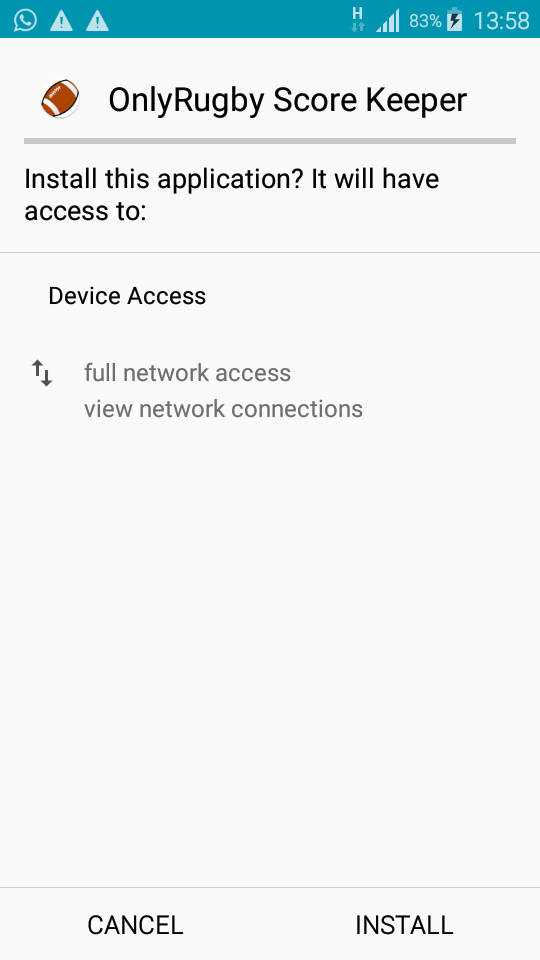 H 83% 13:58
OnlyRugby Score Keeper
Install this application? It will have
access to:
Device Access
full network access
view network connections
CANCEL INSTALL